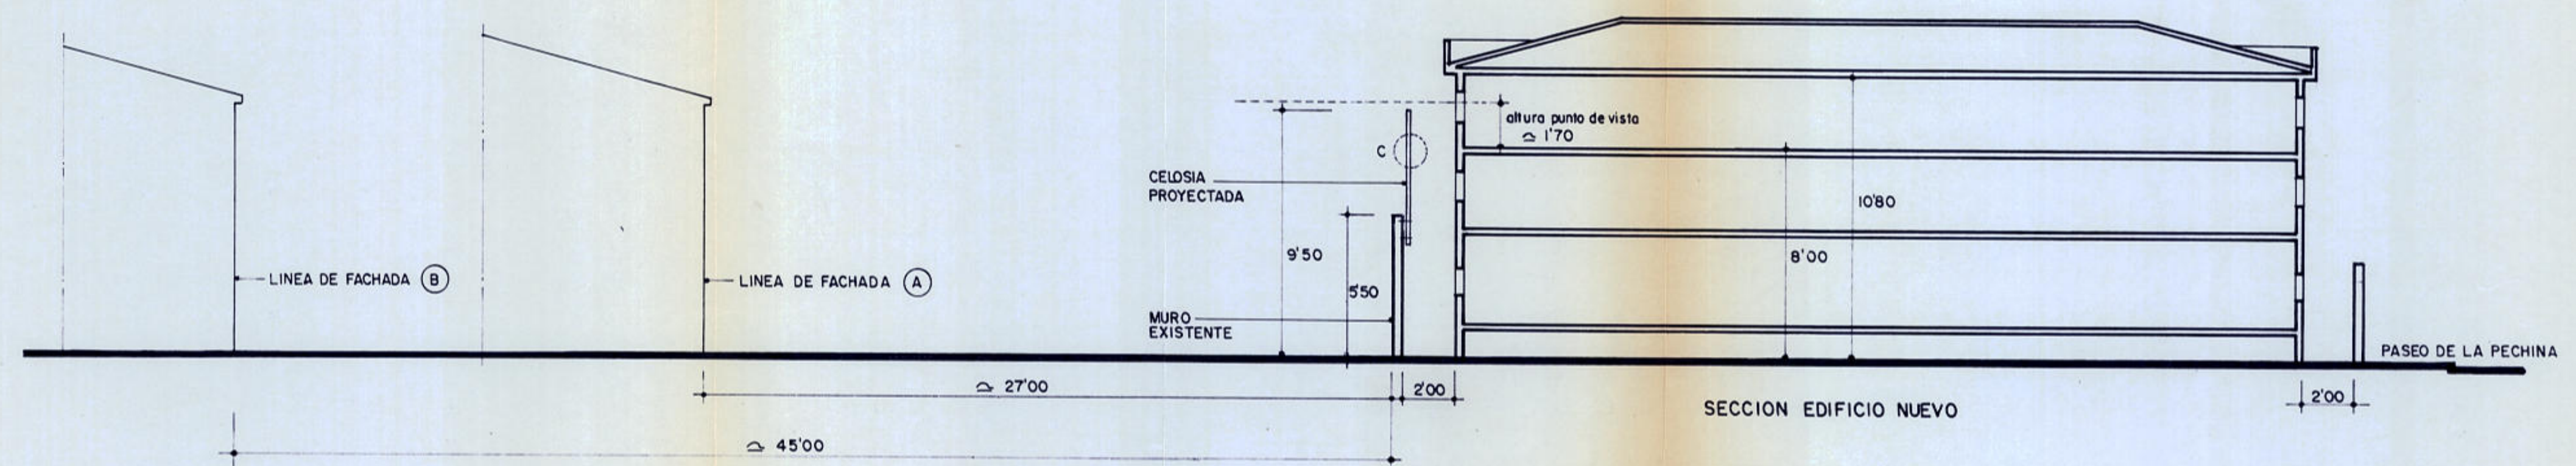 LINEA DE FACHADA B
LINEA DE FACHADA A
CELOSIA
PROYECTADA
MURO
EXISTENTE
C
9'50
5'50
altura punto de vista
≃ 1'70
8'00
10'80
PASEO DE LA PECHINA
≃ 27'00
2'00
2'00
SECCION EDIFICIO NUEVO
≃ 45'00